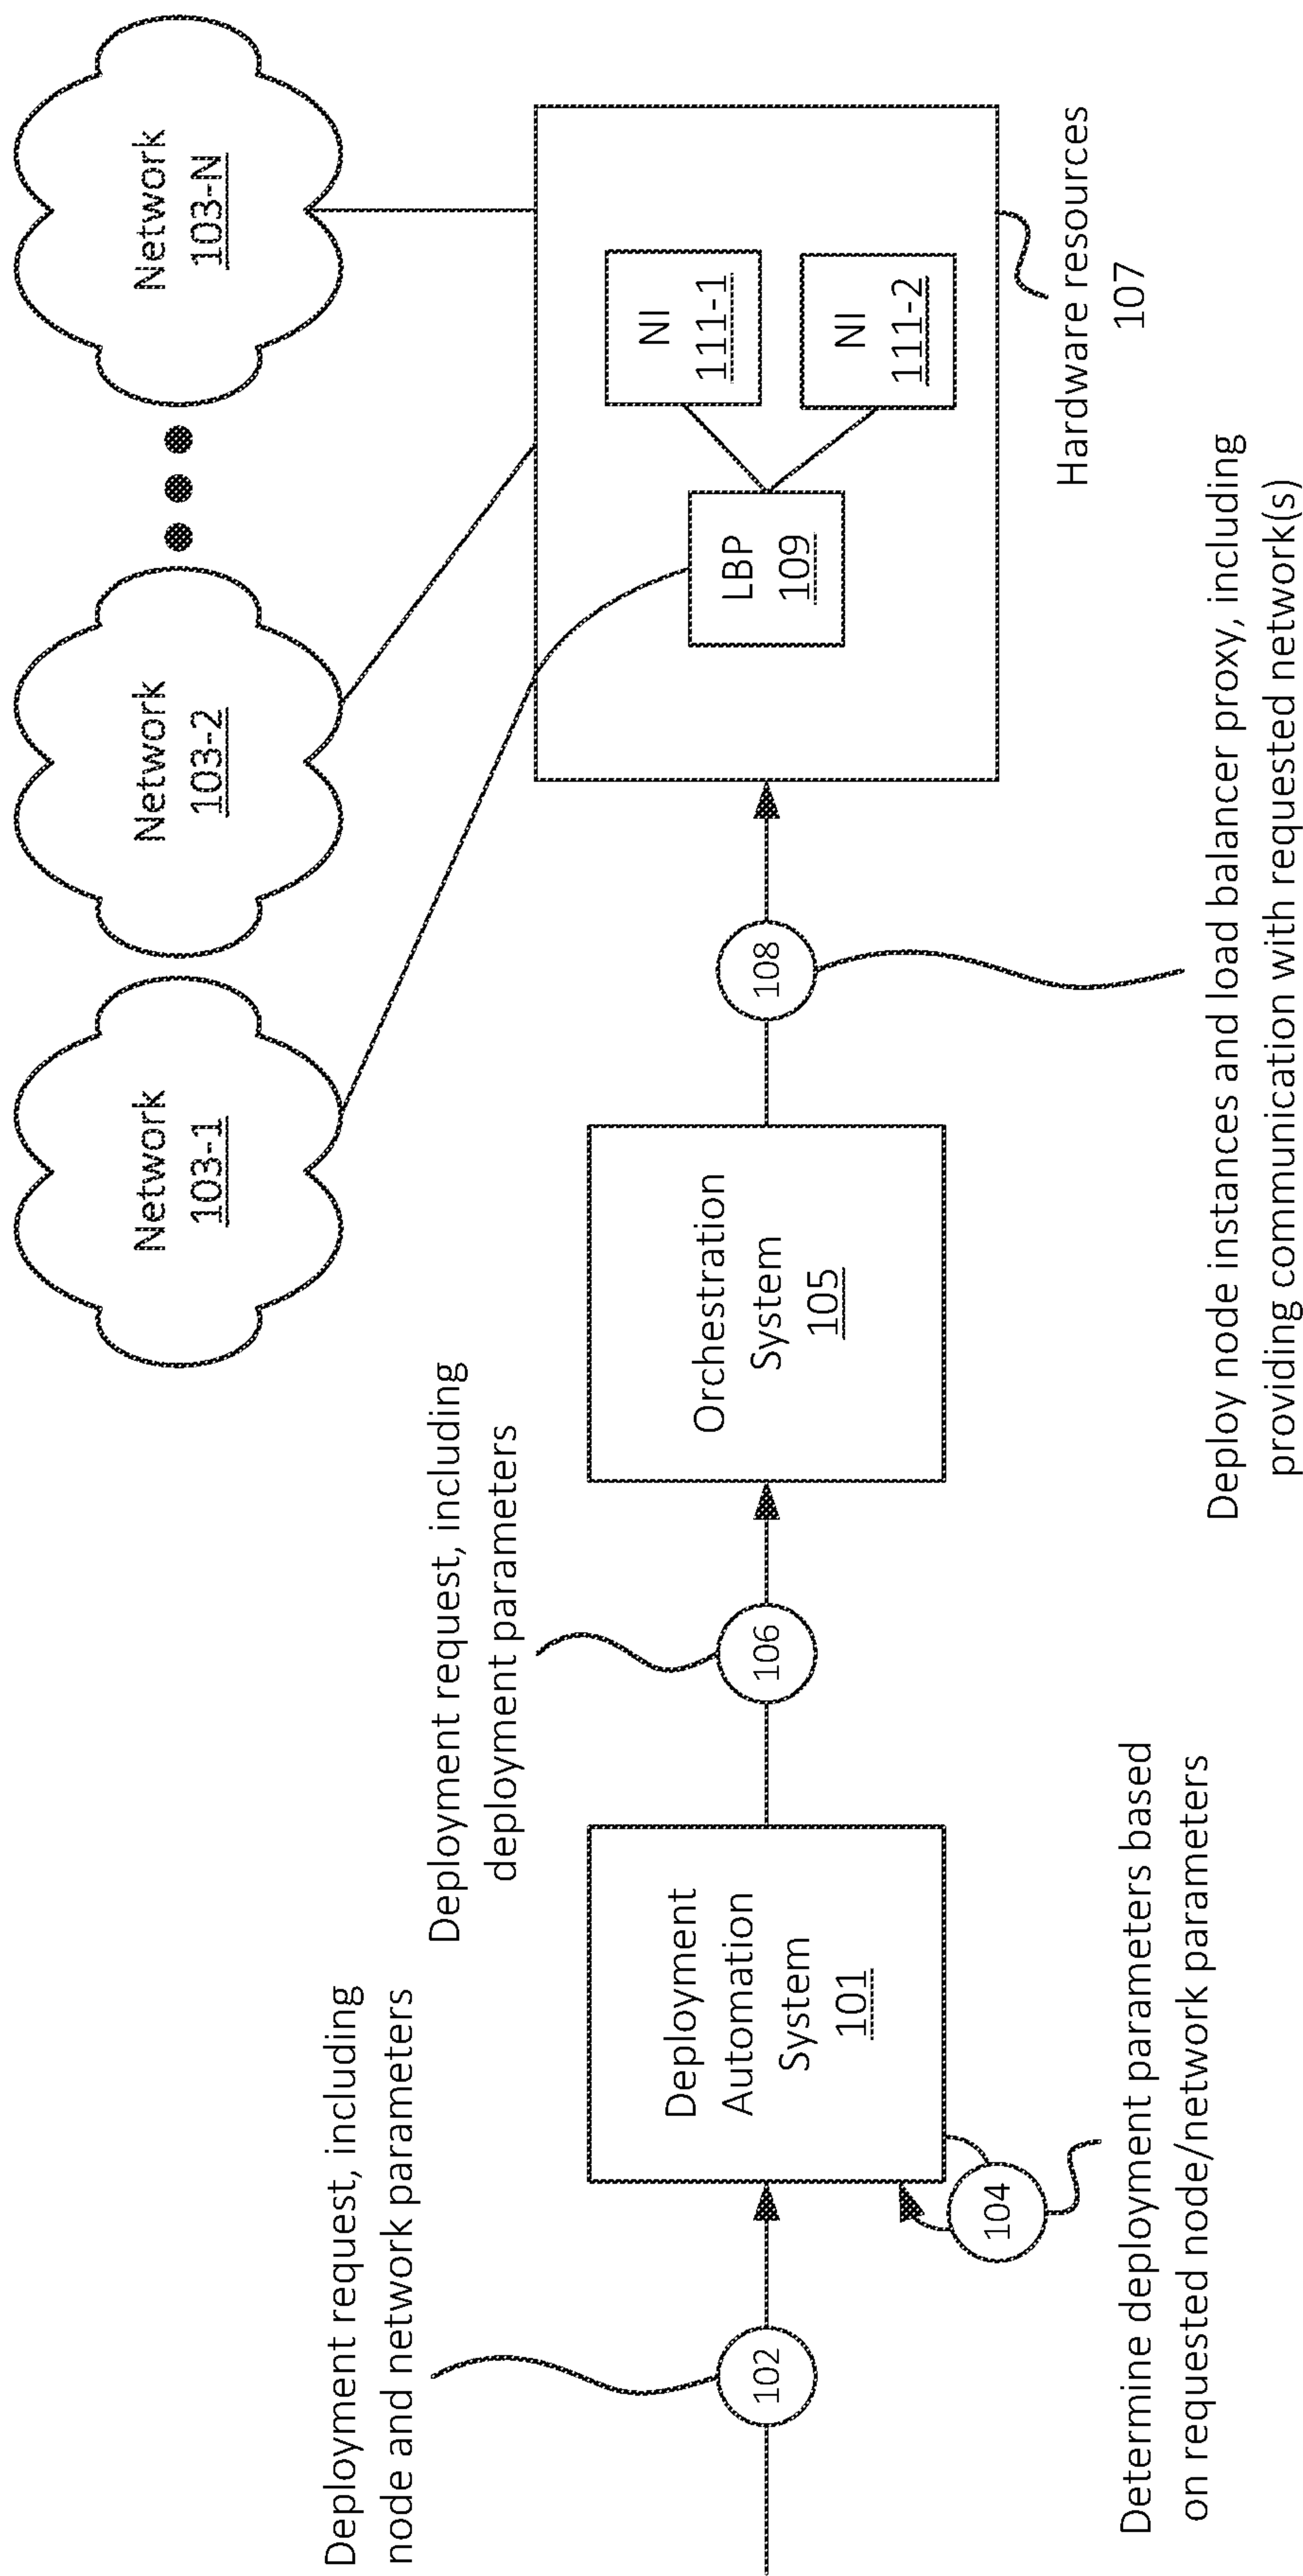 Network
103-1
Network
103-2
Network
103-N
Deployment request, including
node and network parameters
102
Deployment
Automation
System
101
104
Determine deployment parameters based
on requested node/network parameters
Deployment request, including
deployment parameters
106
Orchestration
System
105
108
Deploy node instances and load balancer proxy, including
providing communication with requested network(s)
LBP
109
NI
111-1
NI
111-2
Hardware resources
107